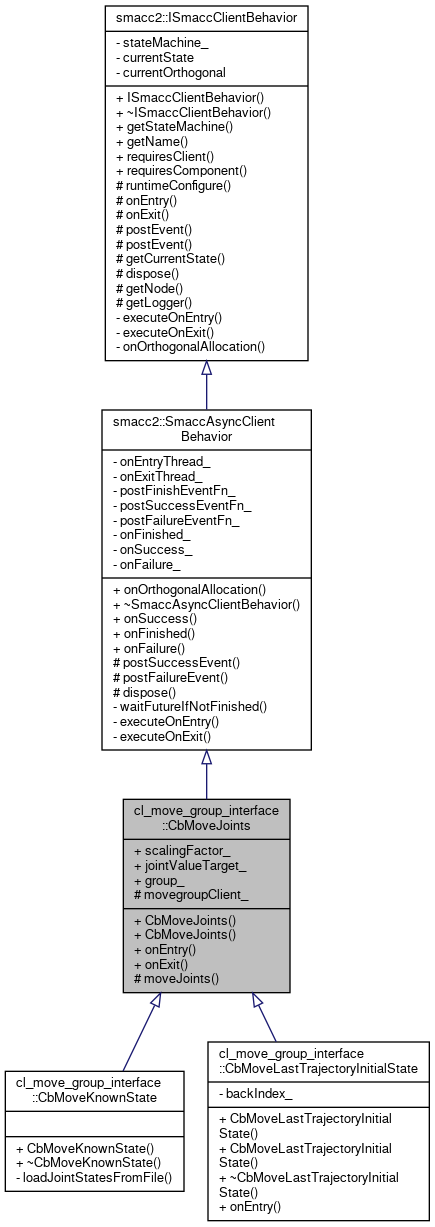 smacc2::ISmaccClientBehavior
- stateMachine_
- currentState
- currentOrthogonal
+ ISmaccClientBehavior()
+ ~ISmaccClientBehavior()
+ getStateMachine()
+ getName()
+ requiresClient()
+ requiresComponent()
# runtimeConfigure()
# onEntry()
# onExit()
# postEvent()
# postEvent()
# getCurrentState()
# dispose()
# getNode()
# getLogger()
- executeOnEntry()
- executeOnExit()
- onOrthogonalAllocation()
smacc2::SmaccAsyncClient
Behavior
- onEntryThread_
- onExitThread_
- postFinishEventFn_
- postSuccessEventFn_
- postFailureEventFn_
- onFinished_
- onSuccess_
- onFailure_
+ onOrthogonalAllocation()
+ ~SmaccAsyncClientBehavior()
+ onSuccess()
+ onFinished()
+ onFailure()
# postSuccessEvent()
# postFailureEvent()
# dispose()
- waitFutureIfNotFinished()
- executeOnEntry()
- executeOnExit()
cl_move_group_interface
::CbMoveJoints
+ scalingFactor_
+ jointValueTarget_
+ group_
# movegroupClient_
+ CbMoveJoints()
+ CbMoveJoints()
+ onEntry()
+ onExit()
# moveJoints()
cl_move_group_interface
::CbMoveKnownState
+ CbMoveKnownState()
+ ~CbMoveKnownState()
- loadJointStatesFromFile()
cl_move_group_interface
::CbMoveLastTrajectoryInitialState
- backIndex_
+ CbMoveLastTrajectoryInitial
State()
+ CbMoveLastTrajectoryInitial
State()
+ ~CbMoveLastTrajectoryInitial
State()
+ onEntry()